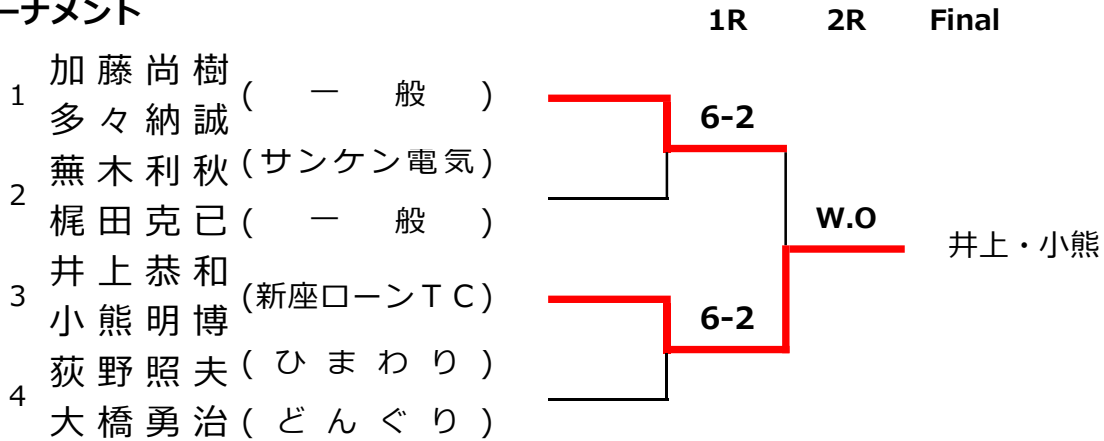 ーナメント
1R 2R Final
1 加藤尚樹 (一般)
多々納誠
6-2
2 蕪木利秋 (サンケン電気)
梶田克已 (一般)
W.O 井上・小熊
3 井上恭和 (新座ローンTC)
小熊明博
6-2
4 荻野照夫 (ひまわり)
大橋勇治 (どんぐり)